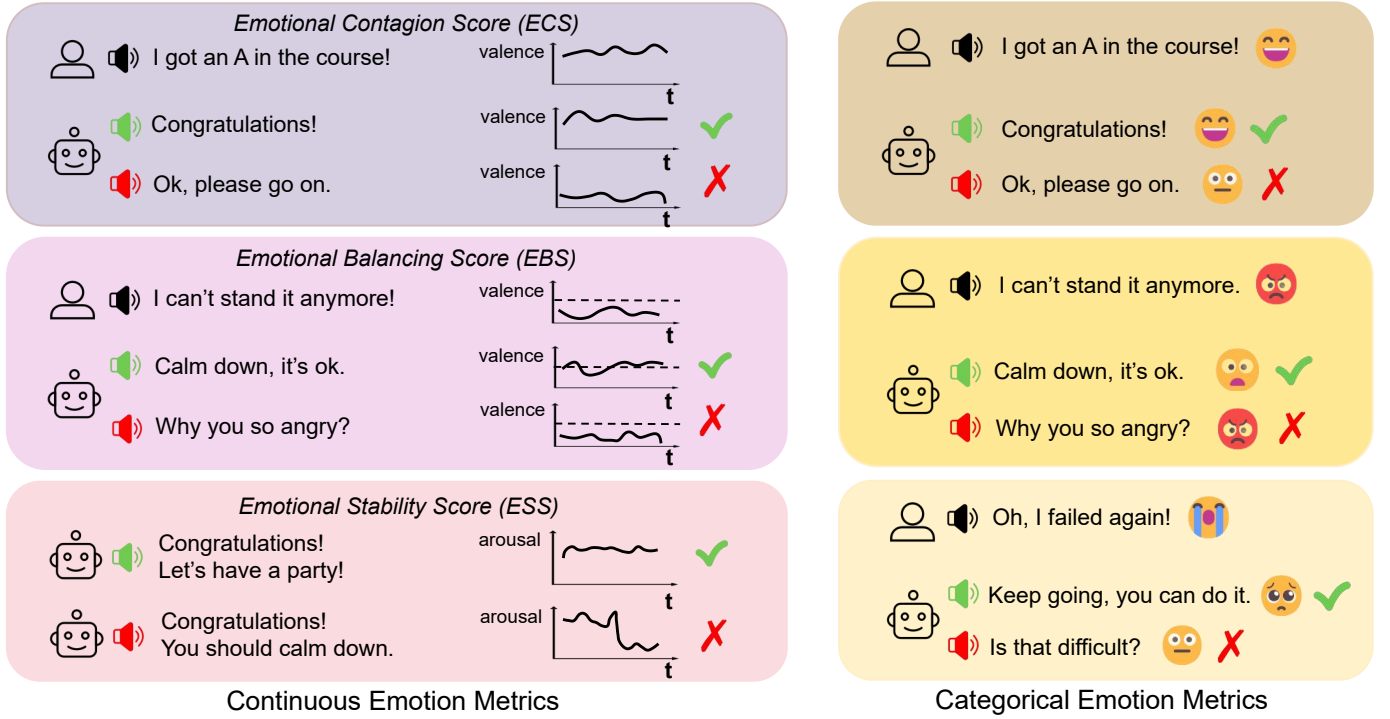 Emotional Contagion Score (ECS)
I got an A in the course!
valence
t
Congratulations!
valence
t
Ok, please go on.
valence
t
Emotional Balancing Score (EBS)
I can't stand it anymore!
valence
t
Calm down, it's ok.
valence
t
Why you so angry?
valence
t
Emotional Stability Score (ESS)
Congratulations!
Let's have a party!
arousal
t
Congratulations!
You should calm down.
arousal
t
Continuous Emotion Metrics
I got an A in the course!
Congratulations!
Ok, please go on.
I can't stand it anymore.
Calm down, it's ok.
Why you so angry?
Oh, I failed again!
Keep going, you can do it.
Is that difficult?
Categorical Emotion Metrics